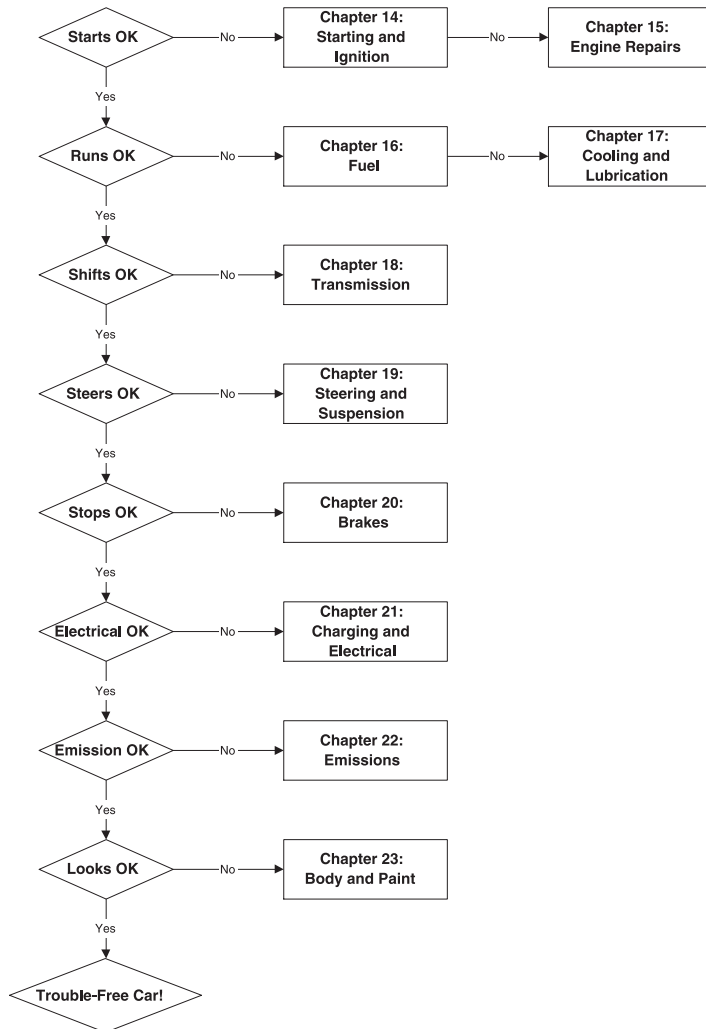 Starts OK
No
Chapter 14:
Starting and
Ignition
No
Chapter 15:
Engine Repairs
Yes
Runs OK
No
Chapter 16:
Fuel
No
Chapter 17:
Cooling and
Lubrication
Yes
Shifts OK
No
Chapter 18:
Transmission
Yes
Steers OK
No
Chapter 19:
Steering and
Suspension
Yes
Stops OK
No
Chapter 20:
Brakes
Yes
Electrical OK
No
Chapter 21:
Charging and
Electrical
Yes
Emission OK
No
Chapter 22:
Emissions
Yes
Looks OK
No
Chapter 23:
Body and Paint
Yes
Trouble-Free Car!